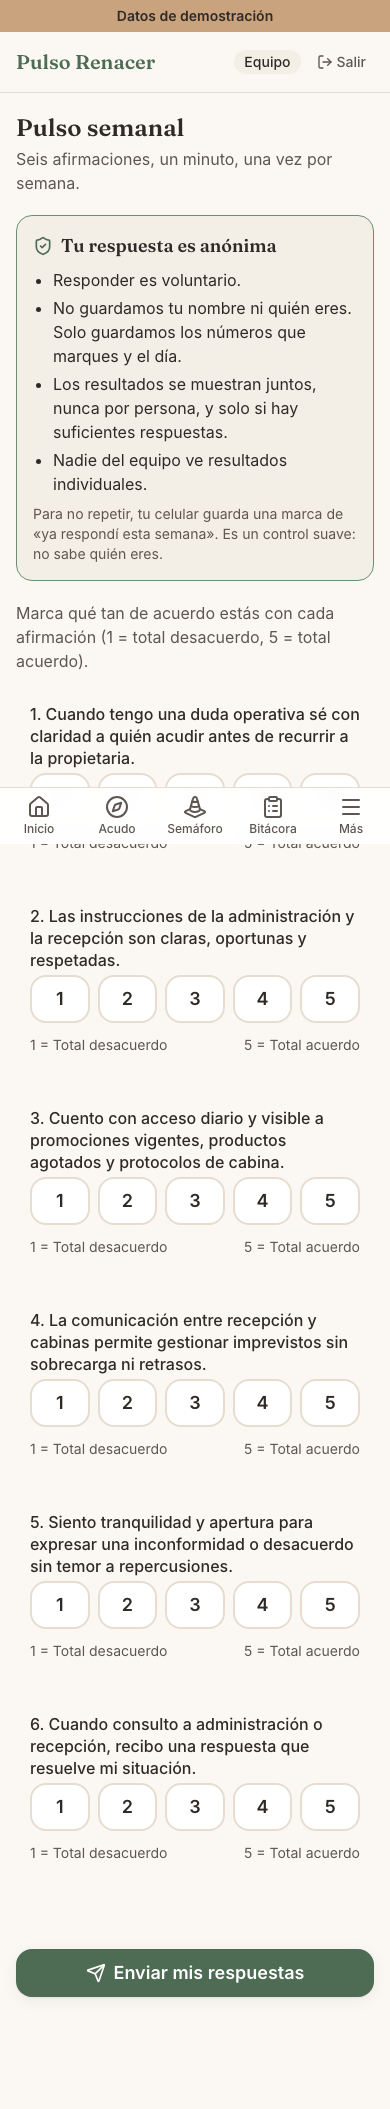 Datos de demostración
Pulso Renacer
Equipo
Salir
Pulso semanal
Seis afirmaciones, un minuto, una vez por
semana.
Tu respuesta es anónima
• Responder es voluntario.
• No guardamos tu nombre ni quién eres.
Solo guardamos los números que
marques y el día.
• Los resultados se muestran juntos,
nunca por persona, y solo si hay
suficientes respuestas.
• Nadie del equipo ve resultados
individuales.
Para no repetir, tu celular guarda una marca de
«ya respondí esta semana». Es un control suave:
no sabe quién eres.
Marca qué tan de acuerdo estás con cada
afirmación (1 = total desacuerdo, 5 = total
acuerdo).
1. Cuando tengo una duda operativa sé con
claridad a quién acudir antes de recurrir a
la propietaria.
Inicio Acudo Semáforo Bitácora Más
1 = Total desacuerdo 5 = Total acuerdo
2. Las instrucciones de la administración y
la recepción son claras, oportunas y
respetadas.
1 2 3 4 5
1 = Total desacuerdo 5 = Total acuerdo
3. Cuento con acceso diario y visible a
promociones vigentes, productos
agotados y protocolos de cabina.
1 2 3 4 5
1 = Total desacuerdo 5 = Total acuerdo
4. La comunicación entre recepción y
cabinas permite gestionar imprevistos sin
sobrecarga ni retrasos.
1 2 3 4 5
1 = Total desacuerdo 5 = Total acuerdo
5. Siento tranquilidad y apertura para
expresar una inconformidad o desacuerdo
sin temor a repercusiones.
1 2 3 4 5
1 = Total desacuerdo 5 = Total acuerdo
6. Cuando consulto a administración o
recepción, recibo una respuesta que
resuelve mi situación.
1 2 3 4 5
1 = Total desacuerdo 5 = Total acuerdo
Enviar mis respuestas